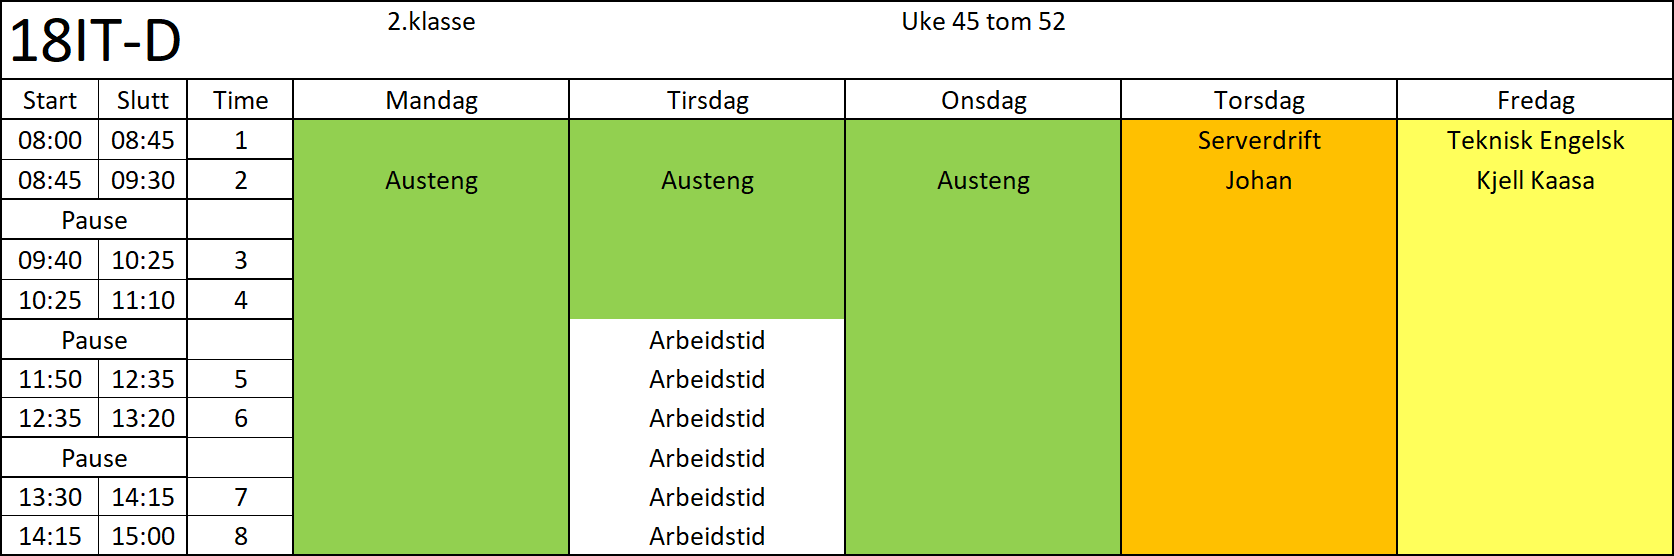 18IT-D 2.klasse Uke 45 tom 52
Start Slutt Time Mandag Tirsdag Onsdag Torsdag Fredag
08:00 08:45 1 Serverdrift Teknisk Engelsk
08:45 09:30 2 Austeng Austeng Austeng Johan Kjell Kaasa
Pause
09:40 10:25 3
10:25 11:10 4
Pause Arbeidstid
11:50 12:35 5 Arbeidstid
12:35 13:20 6 Arbeidstid
Pause Arbeidstid
13:30 14:15 7 Arbeidstid
14:15 15:00 8 Arbeidstid